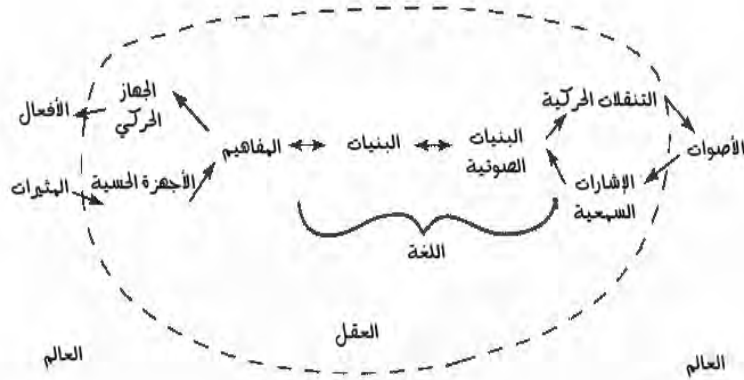 الجهاز
الحركي
الأفعال
التنقلات الحركية
الأصوات
المفاهيم
البنيات
البنيات
الصوتية
المثيرات
الأجهزة الحسية
الإشارات
السمعية
اللغة
العقل
العالم
العالم